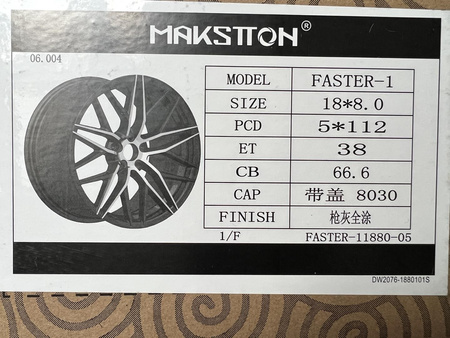 MAKSTTON®
06.004
MODEL FASTER-1
SIZE 18*8.0
PCD 5*112
ET 38
CB 66.6
CAP 带盖 8030
FINISH 枪灰全涂
1/F FASTER-11880-05
DW2076-1880101S